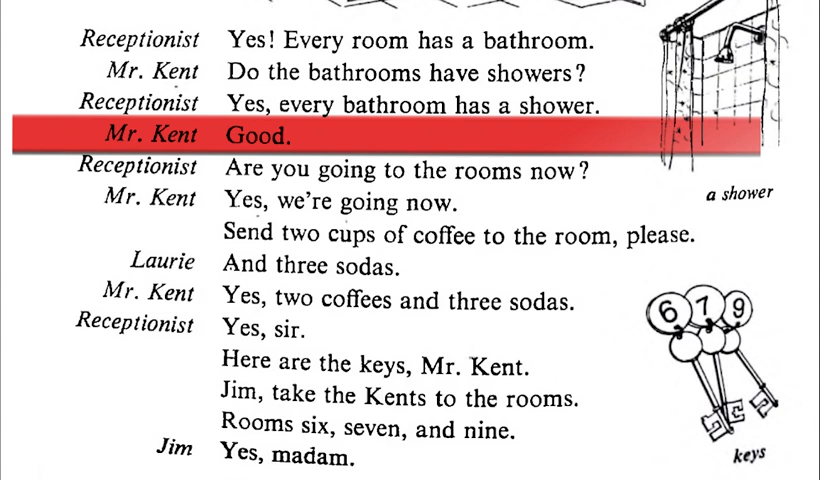 Receptionist Yes! Every room has a bathroom.
Mr. Kent Do the bathrooms have showers?
Receptionist Yes, every bathroom has a shower.
Mr. Kent Good.
Receptionist Are you going to the rooms now?
Mr. Kent Yes, we're going now.
a shower
Send two cups of coffee to the room, please.
Laurie And three sodas.
Mr. Kent Yes, two coffees and three sodas.
6 7 9
Receptionist Yes, sir.
Here are the keys, Mr. Kent.
Jim, take the Kents to the rooms.
Rooms six, seven, and nine.
Jim Yes, madam.
keys